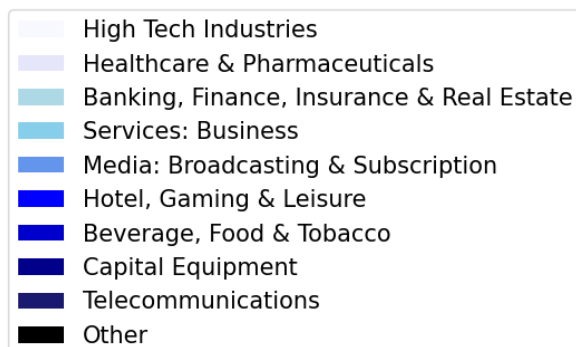 High Tech Industries
Healthcare & Pharmaceuticals
Banking, Finance, Insurance & Real Estate
Services: Business
Media: Broadcasting & Subscription
Hotel, Gaming & Leisure
Beverage, Food & Tobacco
Capital Equipment
Telecommunications
Other